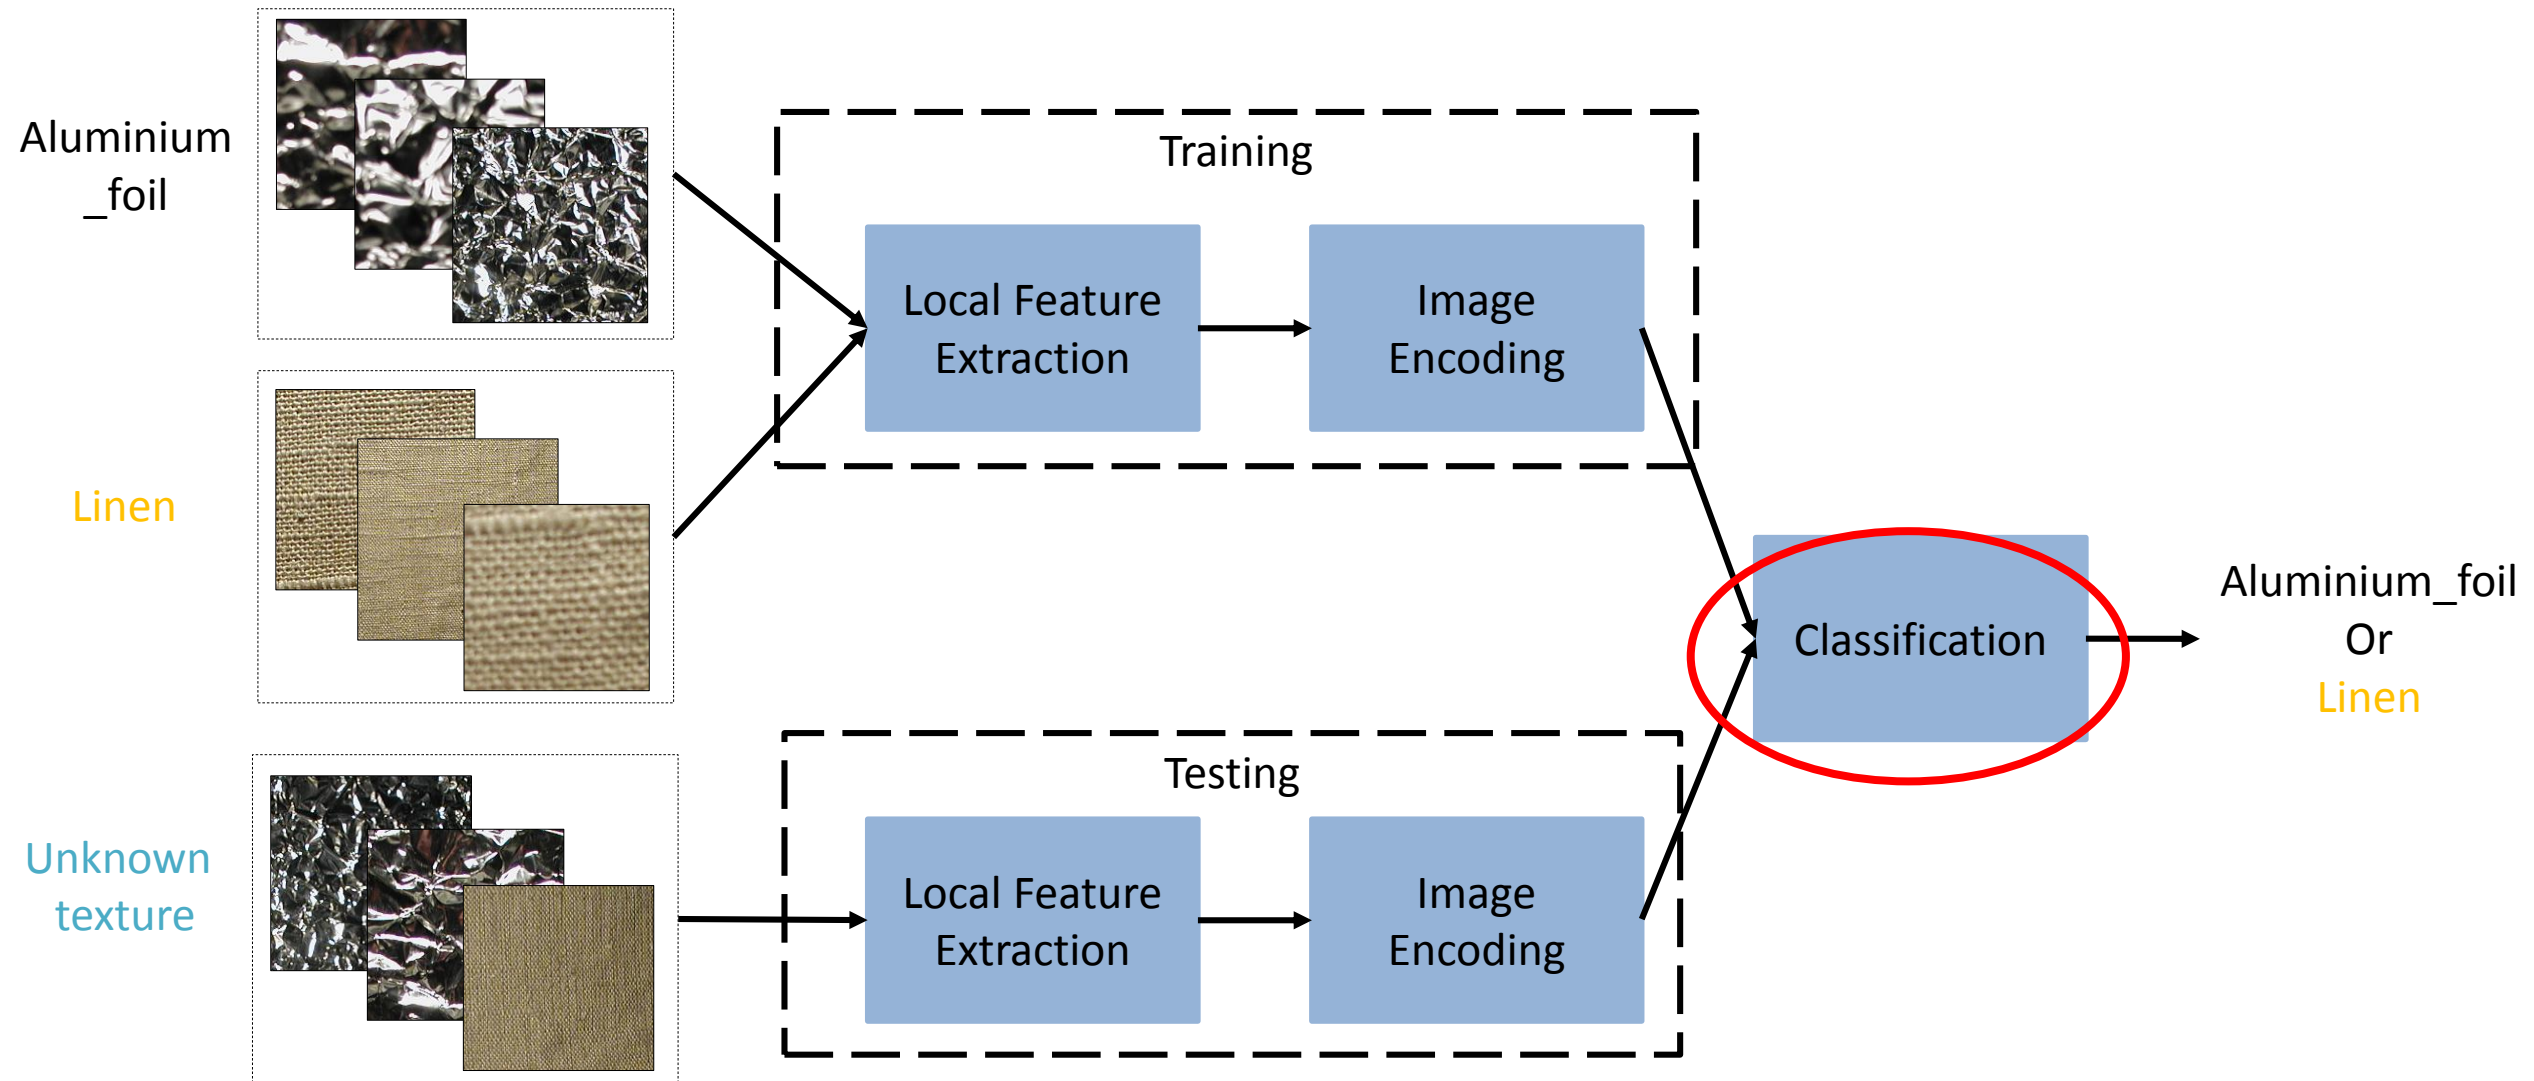 Aluminium
_foil
Training
Local Feature
Extraction
Image
Encoding
Linen
Classification
Aluminium_foil
Or
Linen
Testing
Unknown
texture
Local Feature
Extraction
Image
Encoding